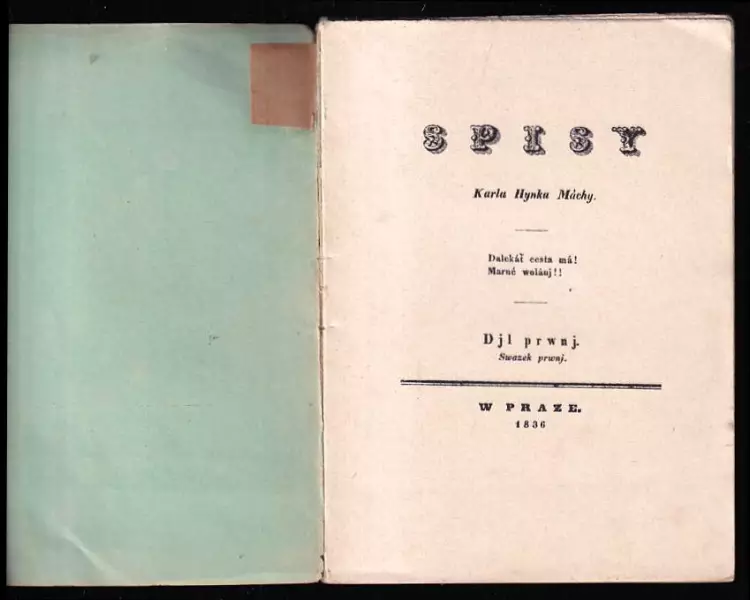 SPISY
Karla Hynka Máchy.
Dalekáť cesta má!
Marné wolánj!!
Djl prwnj.
Swazek prwnj.
W PRAZE.
1836